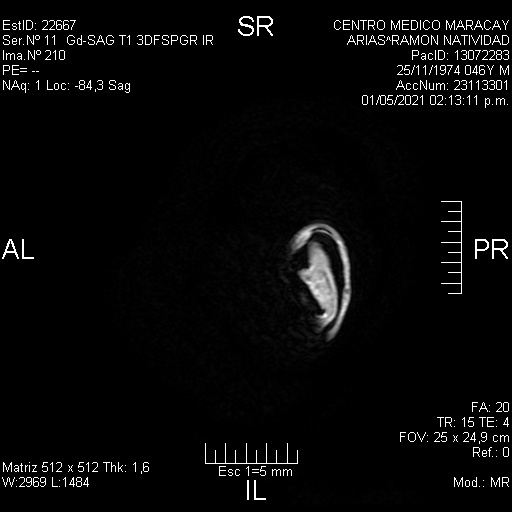 EstID: 22667
Ser.Nº 11  Gd-SAG T1 3DFSPGR IR
Ima.Nº 210
PE= --
NAq: 1 Loc: -84,3 Sag
SR
CENTRO MEDICO MARACAY
ARIAS^RAMON NATIVIDAD
PacID: 13072283
25/11/1974 046Y M
AccNum: 23113301
01/05/2021 02:13:11 p.m.
AL
PR
FA: 20
TR: 15 TE: 4
FOV: 25 x 24,9 cm
Ref.: 0
Mod.: MR
Matriz 512 x 512 Thk: 1,6
W:2969 L:1484
Esc 1=5 mm
IL